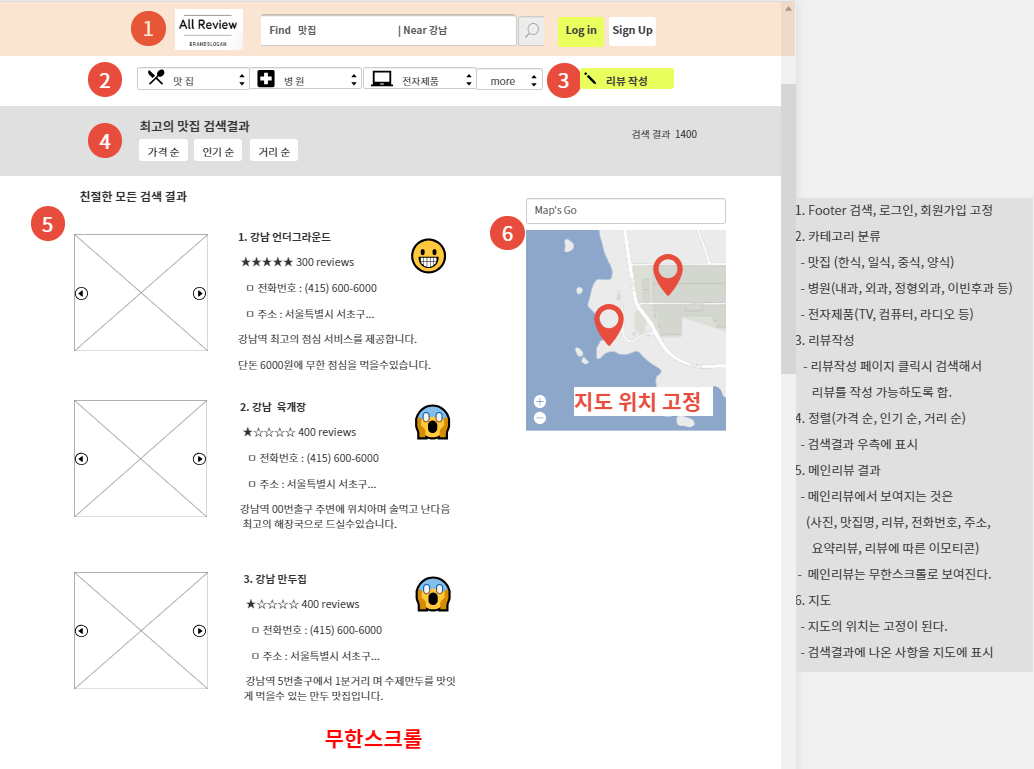 1
All Review
BRANDSLOGAN
Find 맛집 | Near 강남
Log in
Sign Up
2
맛 집
병 원
전자제품
more
3
리뷰 작성
4
최고의 맛집 검색결과
가격 순
인기 순
거리 순
검색 결과 1400
친절한 모든 검색 결과
5
1. 강남 언더그라운드
★★★★★ 300 reviews
ㅁ 전화번호 : (415) 600-6000
ㅁ 주소 : 서울특별시 서초구...
강남역 최고의 점심 서비스를 제공합니다.
단돈 6000원에 무한 점심을 먹을수있습니다.
2. 강남 육개장
★☆☆☆☆ 400 reviews
ㅁ 전화번호 : (415) 600-6000
ㅁ 주소 : 서울특별시 서초구...
강남역 00번출구 주변에 위치아며 술먹고 난다음
최고의 해장국으로 드실수있습니다.
3. 강남 만두집
★☆☆☆☆ 400 reviews
ㅁ 전화번호 : (415) 600-6000
ㅁ 주소 : 서울특별시 서초구...
강남역 5번출구에서 1분거리 며 수제만두를 맛잇
게 먹을수 있는 만두 맛집입니다.
무한스크롤
6
Map's Go
지도 위치 고정
1. Footer 검색, 로그인, 회원가입 고정
2. 카테고리 분류
- 맛집 (한식, 일식, 중식, 양식)
- 병원(내과, 외과, 정형외과, 이빈후과 등)
- 전자제품(TV, 컴퓨터, 라디오 등)
3. 리뷰작성
- 리뷰작성 페이지 클릭시 검색해서
리뷰를 작성 가능하도록 함.
4. 정렬(가격 순, 인기 순, 거리 순)
- 검색결과 우측에 표시
5. 메인리뷰 결과
- 메인리뷰에서 보여지는 것은
(사진, 맛집명, 리뷰, 전화번호, 주소,
요약리뷰, 리뷰에 따른 이모티콘)
- 메인리뷰는 무한스크롤로 보여진다.
6. 지도
- 지도의 위치는 고정이 된다.
- 검색결과에 나온 사항을 지도에 표시